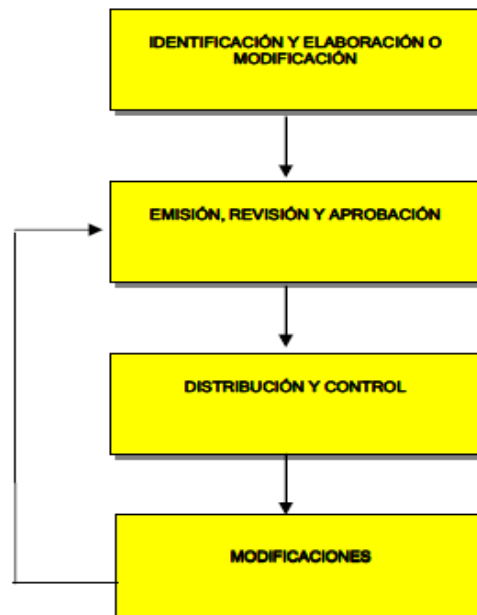 IDENTIFICACIÓN Y ELABORACIÓN O
MODIFICACIÓN
EMISIÓN, REVISIÓN Y APROBACIÓN
DISTRIBUCIÓN Y CONTROL
MODIFICACIONES